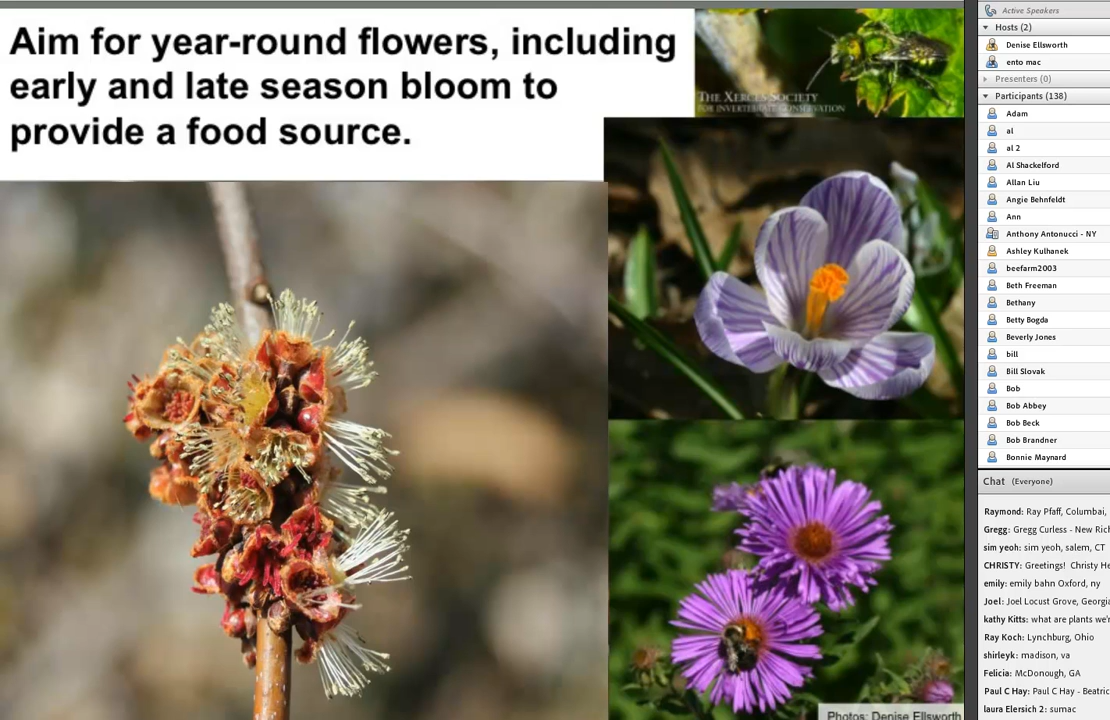 Aim for year-round flowers, including
early and late season bloom to
provide a food source.
THE XERCES SOCIETY
FOR INVERTEBRATE CONSERVATION
Photos: Denise Ellsworth
Active Speakers
Hosts (2)
Denise Ellsworth
ento mac
Presenters (0)
Participants (138)
Adam
al
al 2
Al Shackelford
Allan Liu
Angie Behnfeldt
Ann
Anthony Antonucci - NY
Ashley Kulhanek
beefarm2003
Beth Freeman
Bethany
Betty Bogda
Beverly Jones
bill
Bill Slovak
Bob
Bob Abbey
Bob Beck
Bob Brandner
Bonnie Maynard
Chat (Everyone)
Raymond: Ray Pfaff, Columbai,
Gregg: Gregg Curless - New Rich
sim yeoh: sim yeoh, salem, CT
CHRISTY: Greetings! Christy He
emily: emily bahn Oxford, ny
Joel: Joel Locust Grove, Georgia
kathy Kitts: what are plants we'r
Ray Koch: Lynchburg, Ohio
shirleyk: madison, va
Felicia: McDonough, GA
Paul C Hay: Paul C Hay - Beatric
laura Elersich 2: sumac